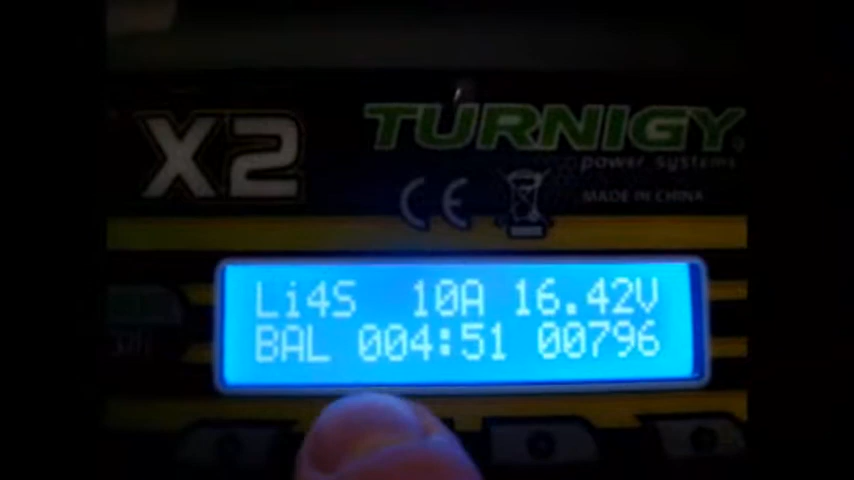 X2
TURNIGY
power systems
CE
MADE IN CHINA
Li4S 10A 16.42V
BAL 004:51 00796